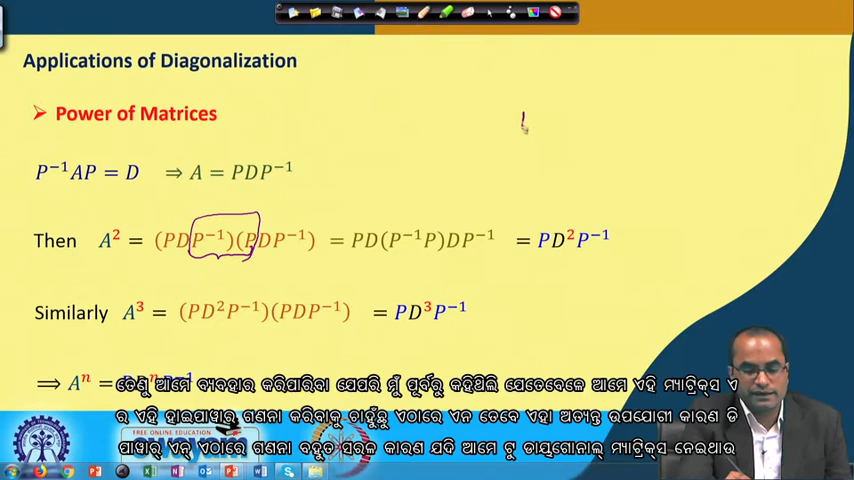 Applications of Diagonalization
➢ Power of Matrices
P⁻¹AP = D ⇒ A = PDP⁻¹
Then A² = (PDP⁻¹)(PDP⁻¹) = PD(P⁻¹P)DP⁻¹ = PD²P⁻¹
Similarly A³ = (PD²P⁻¹)(PDP⁻¹) = PD³P⁻¹
⟹ Aⁿ = PDⁿP⁻¹
ତେଣୁ ଆମେ ବ୍ୟବହାର କରିପାରିବା ଯେପରି ମୁଁ ପୂର୍ବରୁ କହିଥିଲି ଯେତେବେଳେ ଆମେ ଏହି ମ୍ୟାଟ୍ରିକ୍ସ ଏ
ର ଏହି ହାଇପାୱାର୍ ଗଣନା କରିବାକୁ ଚାହୁଁଛୁ ଏଠାରେ ଏନ ତେବେ ଏହା ଅତ୍ୟନ୍ତ ଉପଯୋଗୀ କାରଣ ଡି
ପାୱାର୍ ଏନ୍ ଏଠାରେ ଗଣନା ବହୁତ ସରଳ କାରଣ ଯଦି ଆମେ ଟୁ ଡାୟଗୋନାଲ୍ ମ୍ୟାଟ୍ରିକ୍ସ ନେଇଥାଉ
FREE ONLINE EDUCATION